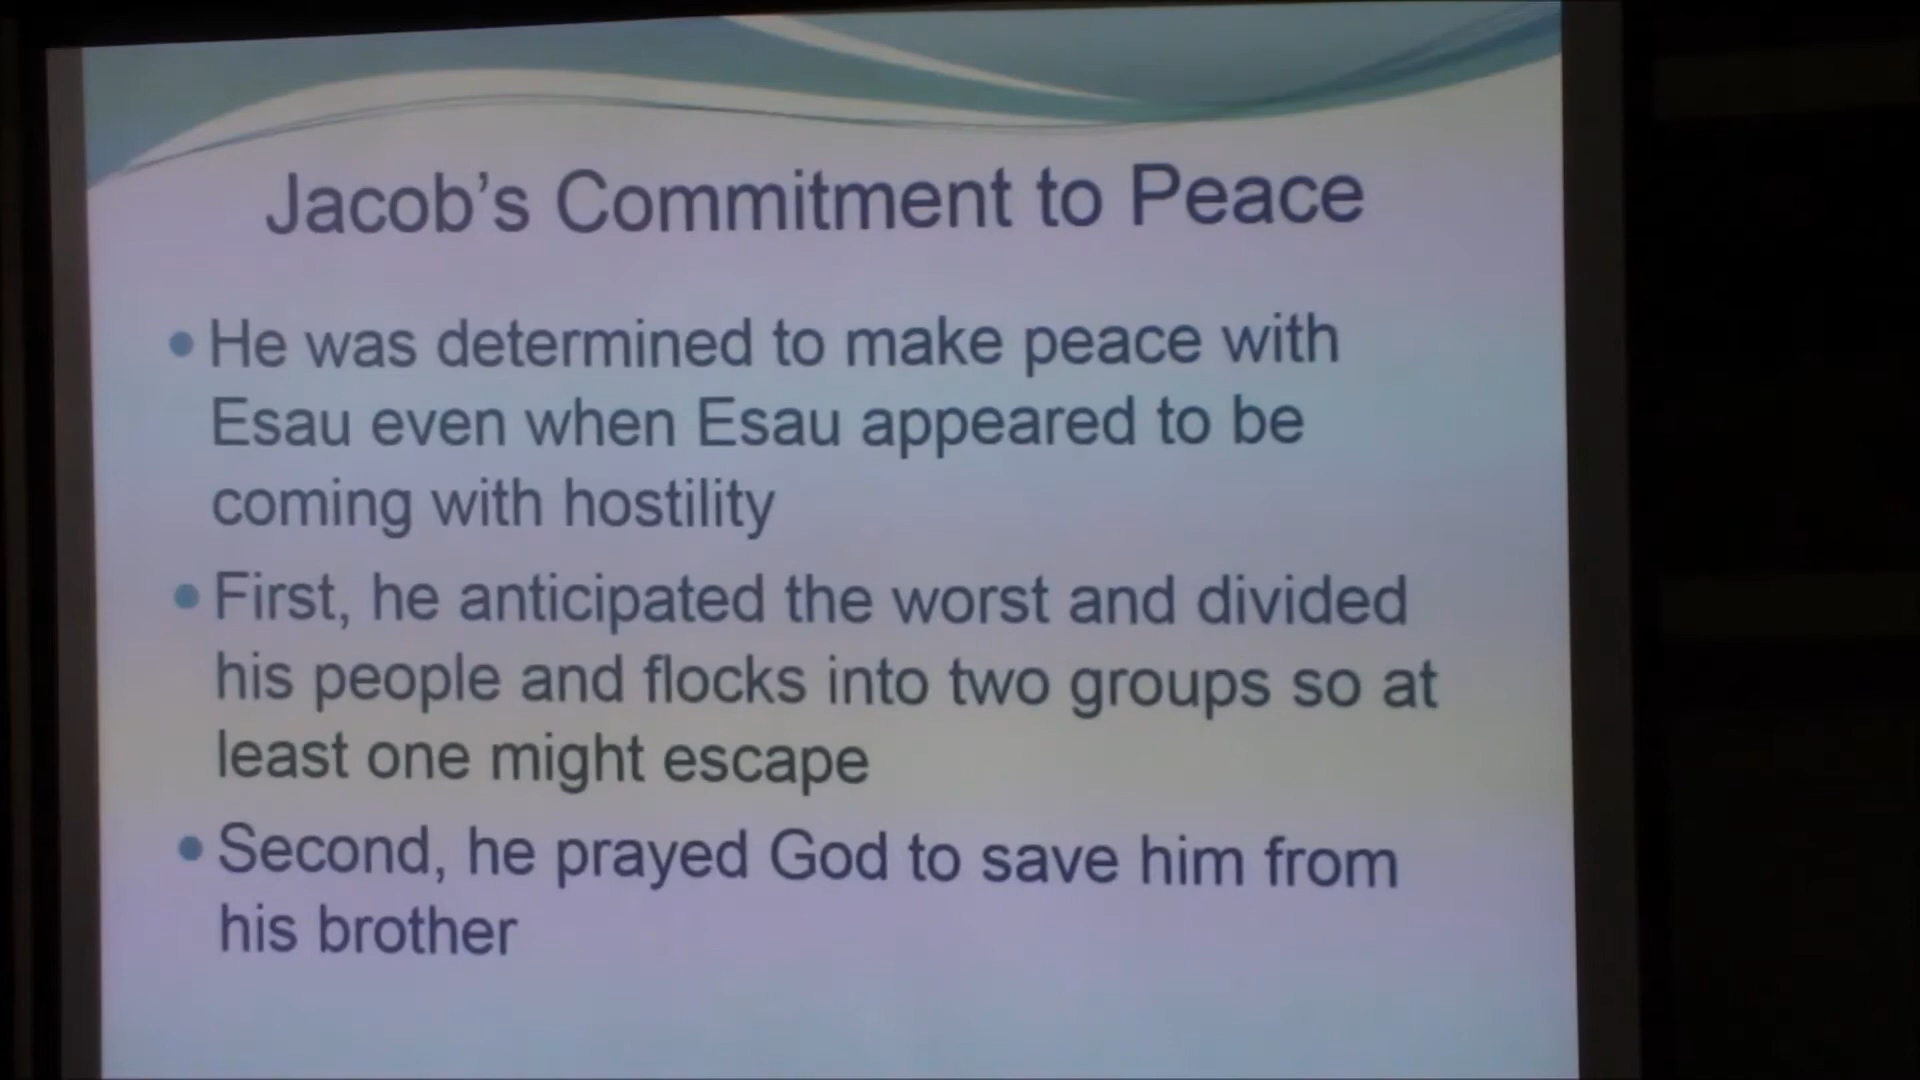 Jacob's Commitment to Peace
• He was determined to make peace with
Esau even when Esau appeared to be
coming with hostility
• First, he anticipated the worst and divided
his people and flocks into two groups so at
least one might escape
• Second, he prayed God to save him from
his brother